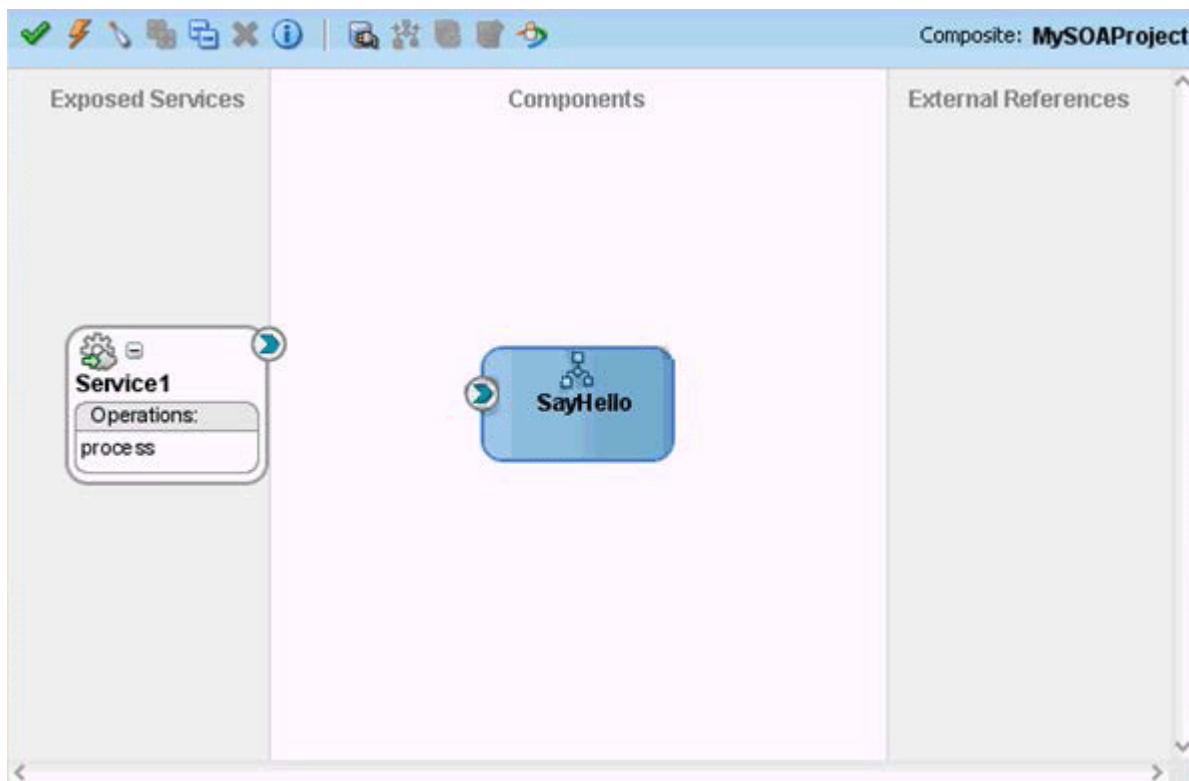 Composite: MySOAProject
Exposed Services
Components
External References
Service1
Operations:
process
SayHello